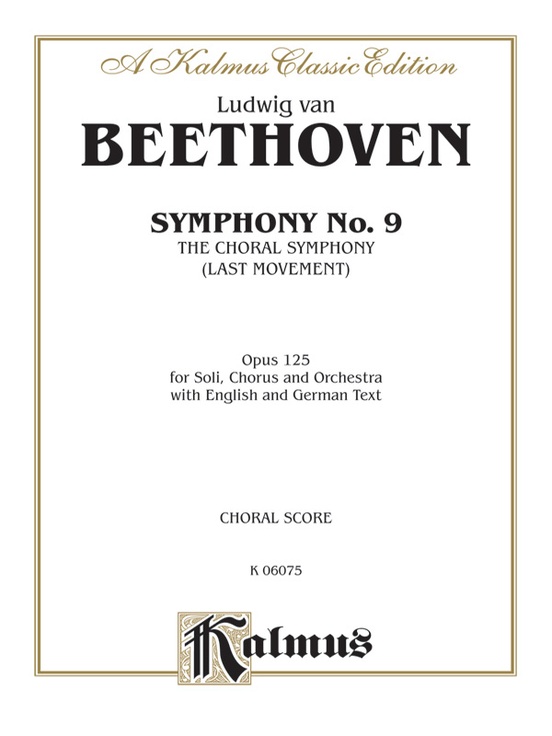 A Kalmus Classic Edition
Ludwig van
BEETHOVEN
SYMPHONY No. 9
THE CHORAL SYMPHONY
(LAST MOVEMENT)
Opus 125
for Soli, Chorus and Orchestra
with English and German Text
CHORAL SCORE
K 06075
Kalmus